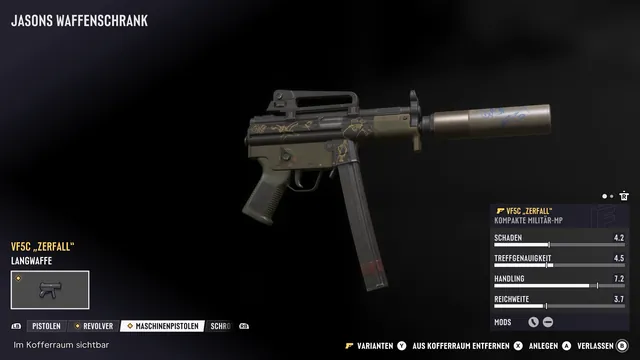 JASONS WAFFENSCHRANK
VF5C „ZERFALL"
LANGWAFFE
VF5C „ZERFALL"
KOMPAKTE MILITÄR-MP
SCHADEN 4.2
TREFFGENAUIGKEIT 4.5
HANDLING 7.2
REICHWEITE 3.7
MODS
LB PISTOLEN REVOLVER MASCHINENPISTOLEN SCHRO
Im Kofferraum sichtbar
VARIANTEN Y AUS KOFFERRAUM ENTFERNEN X ANLEGEN A VERLASSEN B